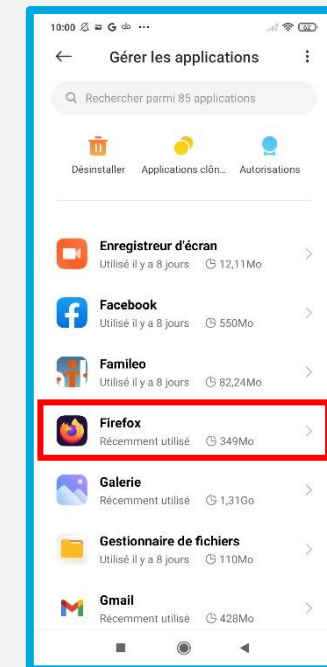 10:00
Gérer les applications
Rechercher parmi 85 applications
Désinstaller Applications clôn... Autorisations
Enregistreur d'écran
Utilisé il y a 8 jours 12,11Mo
Facebook
Utilisé il y a 8 jours 550Mo
Famileo
Utilisé il y a 8 jours 82,24Mo
Firefox
Récemment utilisé 349Mo
Galerie
Récemment utilisé 1,31Go
Gestionnaire de fichiers
Utilisé il y a 8 jours 110Mo
Gmail
Récemment utilisé 428Mo